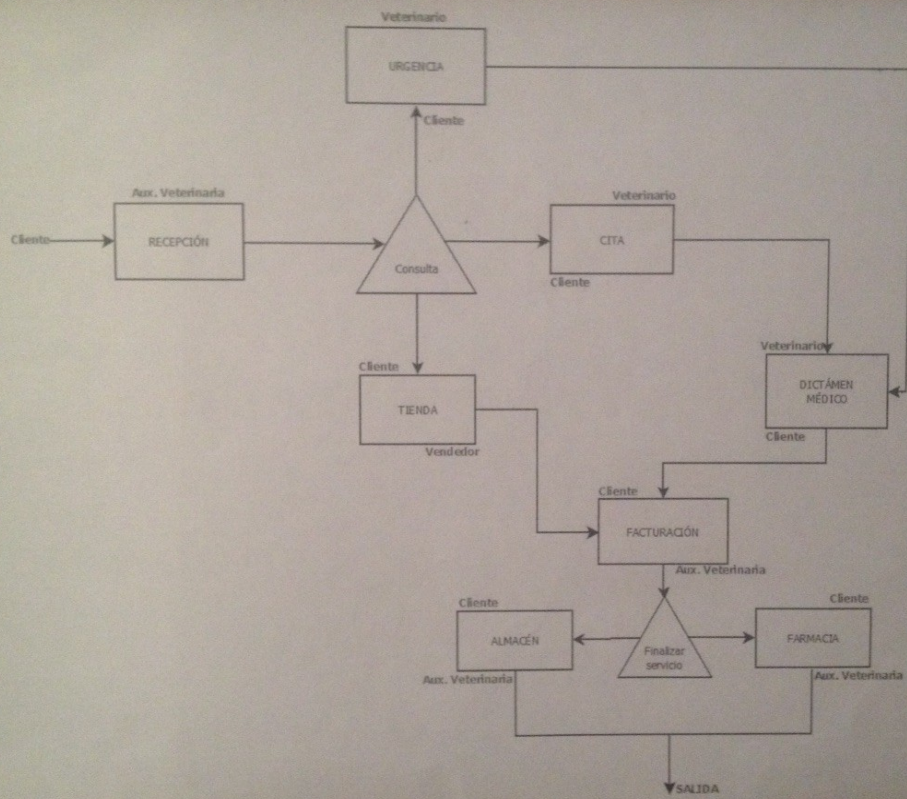 Veterinario
URGENCIA
Cliente
Aux. Veterinaria
Veterinario
Cliente
RECEPCIÓN
CITA
Consulta
Cliente
Veterinario
Cliente
DICTÁMEN
MÉDICO
TIENDA
Cliente
Vendedor
Cliente
FACTURACIÓN
Aux. Veterinaria
Cliente
Cliente
ALMACÉN
Finalizar
servicio
FARMACIA
Aux. Veterinaria
Aux. Veterinaria
SALIDA